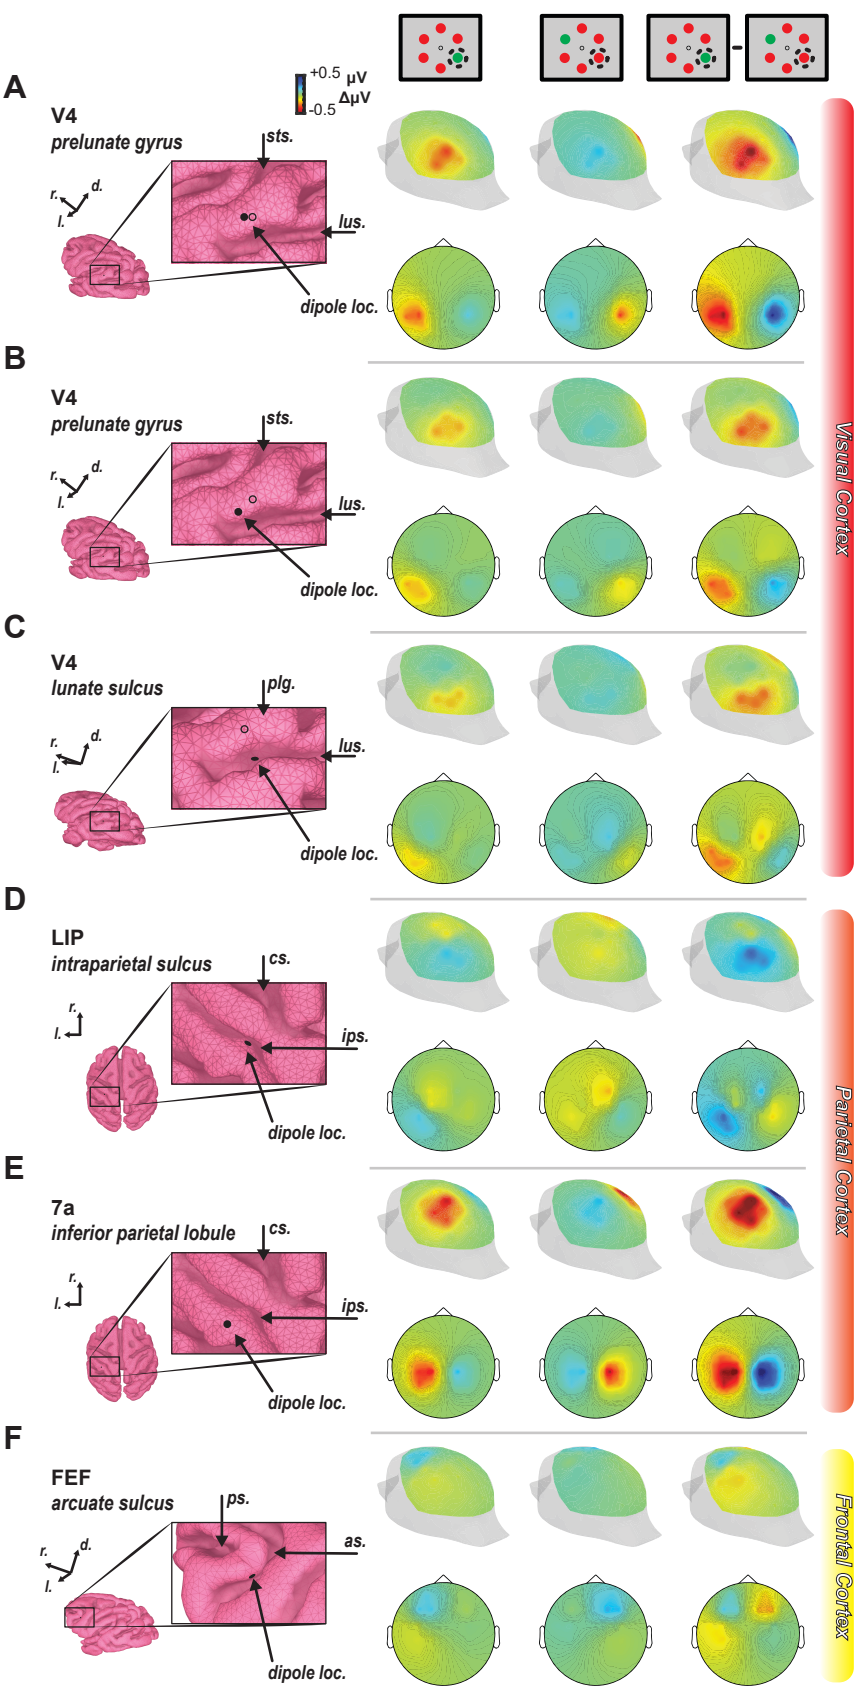 +0.5
µV
ΔµV
-0.5
A
V4
prelunate gyrus
sts.
r.
d.
l.
lus.
dipole loc.
B
V4
prelunate gyrus
sts.
r.
d.
l.
lus.
dipole loc.
Visual Cortex
C
V4
lunate sulcus
plg.
r.
d.
l.
lus.
dipole loc.
D
LIP
intraparietal sulcus
cs.
r.
l.
ips.
dipole loc.
Parietal Cortex
E
7a
inferior parietal lobule
cs.
r.
l.
ips.
dipole loc.
F
FEF
arcuate sulcus
ps.
r.
d.
l.
as.
dipole loc.
Frontal Cortex